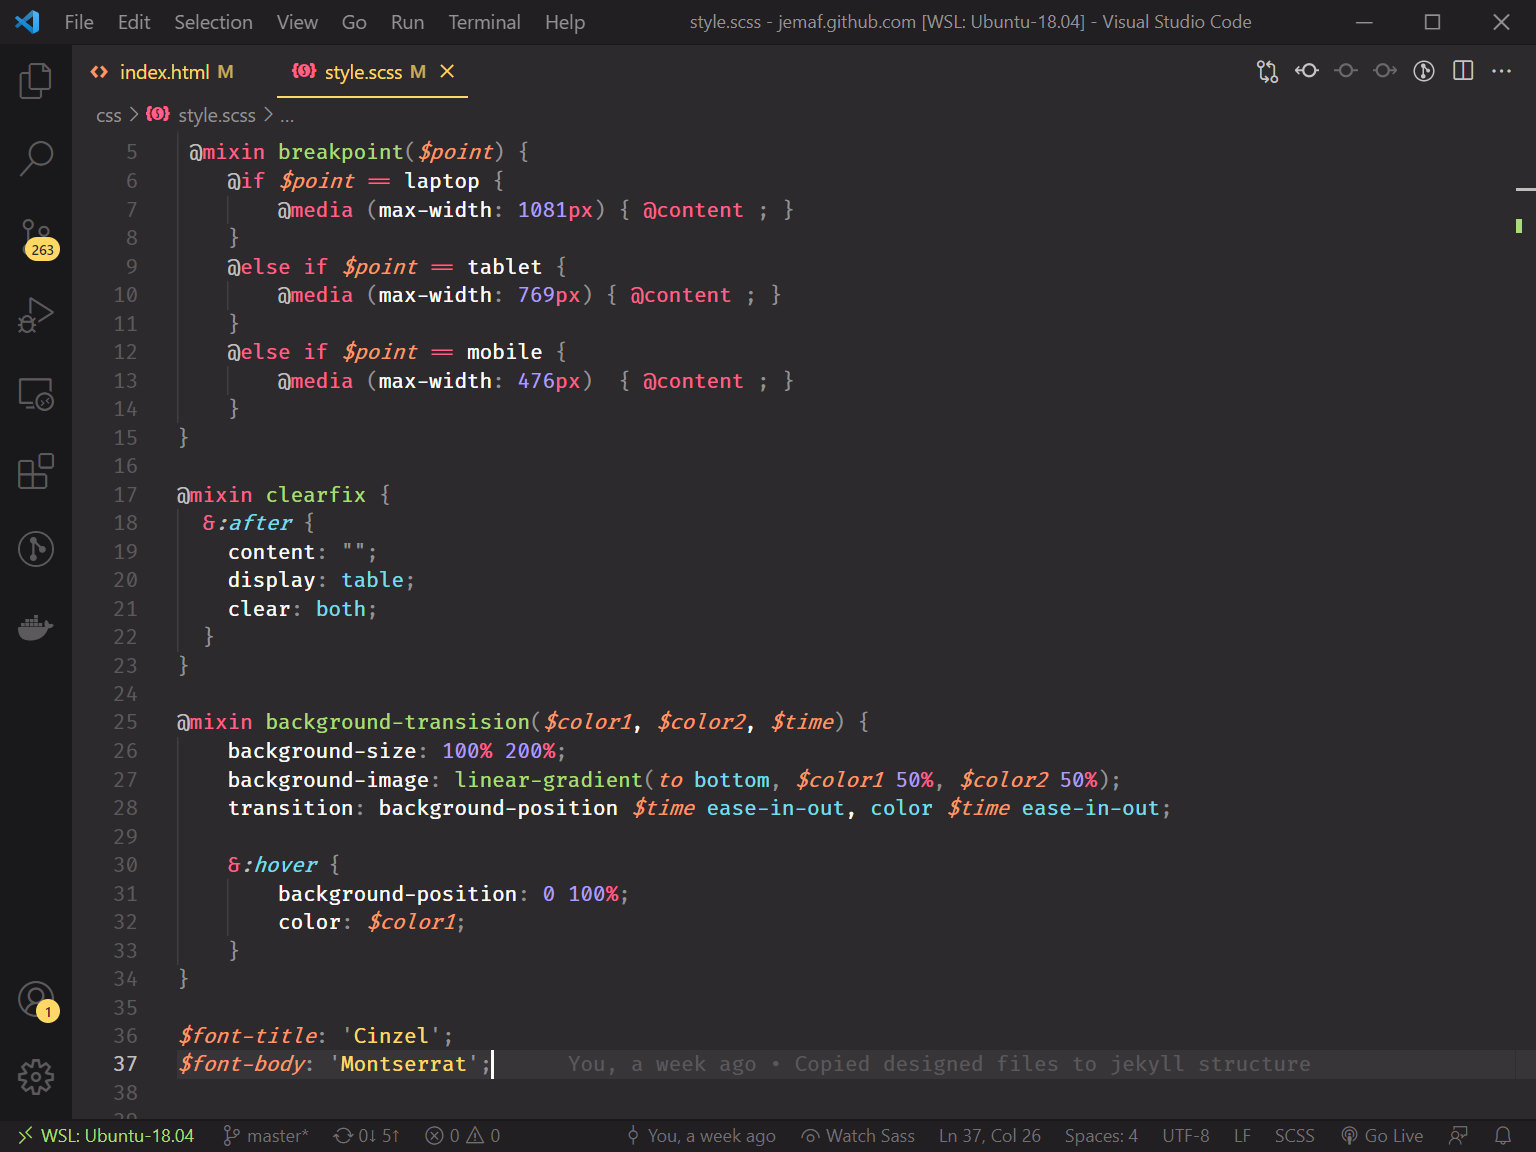 File Edit Selection View Go Run Terminal Help style.scss - jemaf.github.com [WSL: Ubuntu-18.04] - Visual Studio Code
index.html M style.scss M
css > style.scss > ...
5 @mixin breakpoint($point) {
6 @if $point == laptop {
7 @media (max-width: 1081px) { @content ; }
8 }
9 @else if $point == tablet {
10 @media (max-width: 769px) { @content ; }
11 }
12 @else if $point == mobile {
13 @media (max-width: 476px)  { @content ; }
14 }
15 }
16
17 @mixin clearfix {
18 &:after {
19 content: "";
20 display: table;
21 clear: both;
22 }
23 }
24
25 @mixin background-transision($color1, $color2, $time) {
26 background-size: 100% 200%;
27 background-image: linear-gradient(to bottom, $color1 50%, $color2 50%);
28 transition: background-position $time ease-in-out, color $time ease-in-out;
29
30 &:hover {
31 background-position: 0 100%;
32 color: $color1;
33 }
34 }
35
36 $font-title: 'Cinzel';
37 $font-body: 'Montserrat'; You, a week ago • Copied designed files to jekyll structure
38
263
1
WSL: Ubuntu-18.04 master* 0↓ 5↑ 0 0 You, a week ago Watch Sass Ln 37, Col 26 Spaces: 4 UTF-8 LF SCSS Go Live